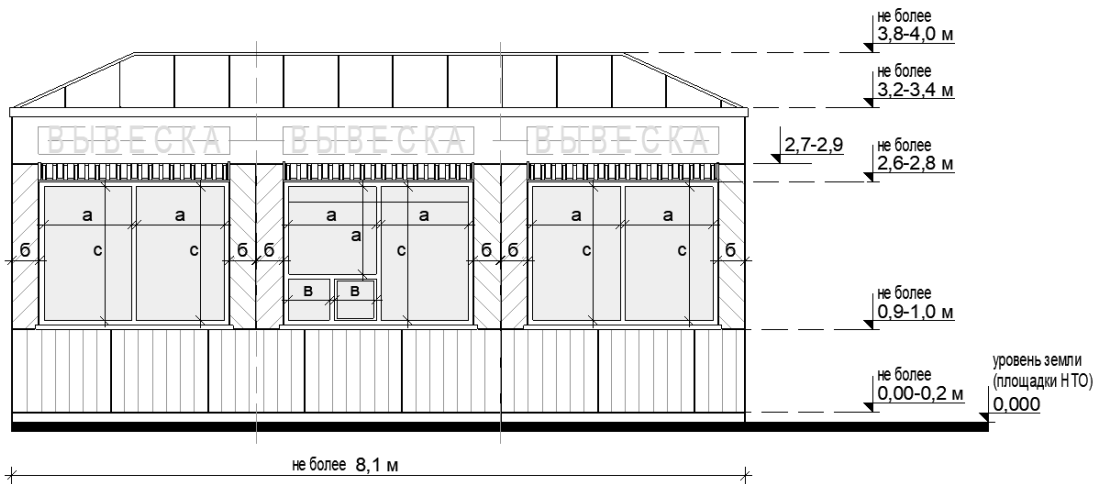 не более
3,8-4,0 м
не более
3,2-3,4 м
ВЫВЕСКА ВЫВЕСКА ВЫВЕСКА
2,7-2,9
не более
2,6-2,8 м
а а а а а а
а
б с с б б с б с с б
в в
не более
0,9-1,0 м
уровень земли
(площадки НТО)
0,000
не более
0,00-0,2 м
не более 8,1 м